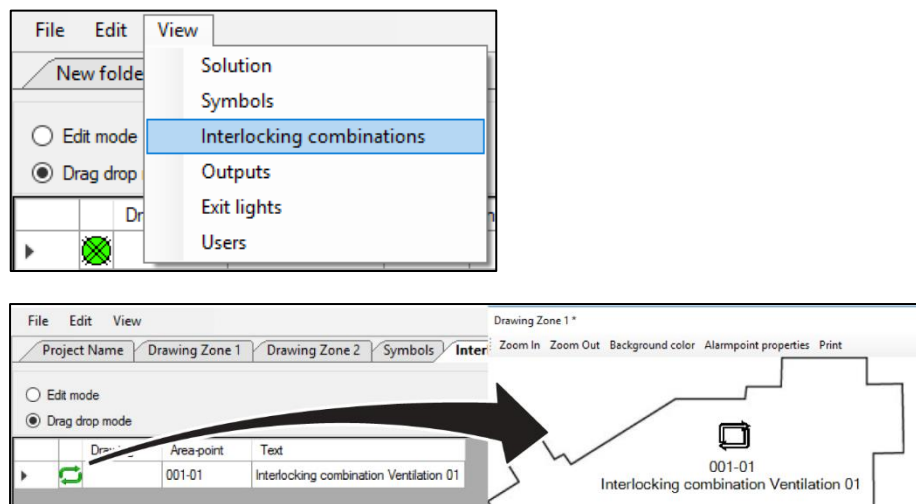 File Edit View
New folde
Solution
Symbols
Edit mode
Interlocking combinations
Drag drop
Outputs
Dr
Exit lights
Users
File Edit View
Project Name Drawing Zone 1 Drawing Zone 2 Symbols Inter
Edit mode
Drag drop mode
Area-point Text
001-01 Interlocking combination Ventilation 01
Drawing Zone 1 *
Zoom In Zoom Out Background color Alarmpoint properties Print
001-01
Interlocking combination Ventilation 01